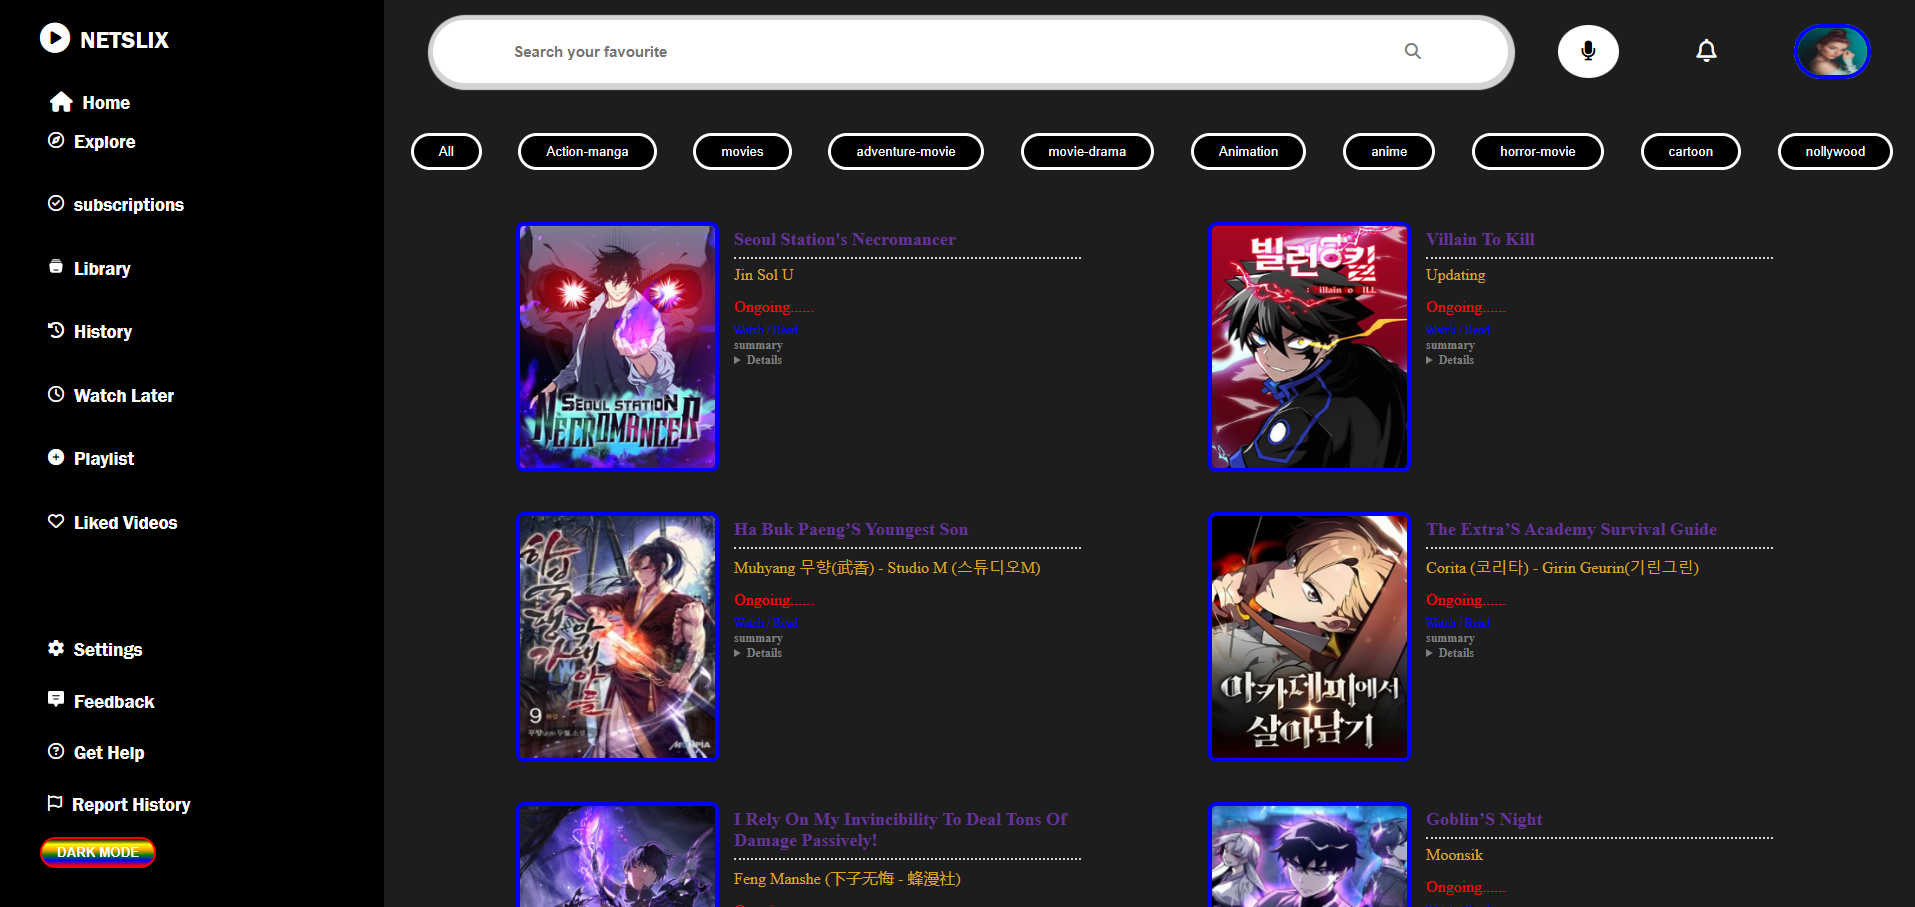 NETSLIX
Home
Explore
subscriptions
Library
History
Watch Later
Playlist
Liked Videos
Settings
Feedback
Get Help
Report History
DARK MODE
Search your favourite
All
Action-manga
movies
adventure-movie
movie-drama
Animation
anime
horror-movie
cartoon
nollywood
SEOUL STATION
NECROMANCER
Seoul Station's Necromancer
Jin Sol U
Ongoing......
Watch / Read
summary
Details
빌런 투 킬
Villain To Kill
Updating
Ongoing......
Watch / Read
summary
Details
9
Ha Buk Paeng’S Youngest Son
Muhyang 무향(武香) - Studio M (스튜디오M)
Ongoing......
Watch / Read
summary
Details
아카데미에서
살아남기
The Extra’S Academy Survival Guide
Corita (코리타) - Girin Geurin(기린그린)
Ongoing......
Watch / Read
summary
Details
I Rely On My Invincibility To Deal Tons Of
Damage Passively!
Feng Manshe (下子无悔 - 蜂漫社)
Goblin’S Night
Moonsik
Ongoing......